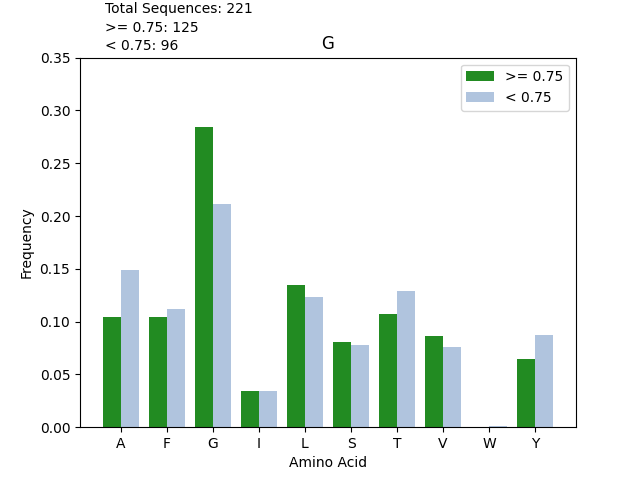 Total Sequences: 221
>= 0.75: 125
< 0.75: 96
G
0.35
0.30
0.25
0.20
0.15
0.10
0.05
0.00
Frequency
>= 0.75
< 0.75
A F G I L S T V W Y
Amino Acid